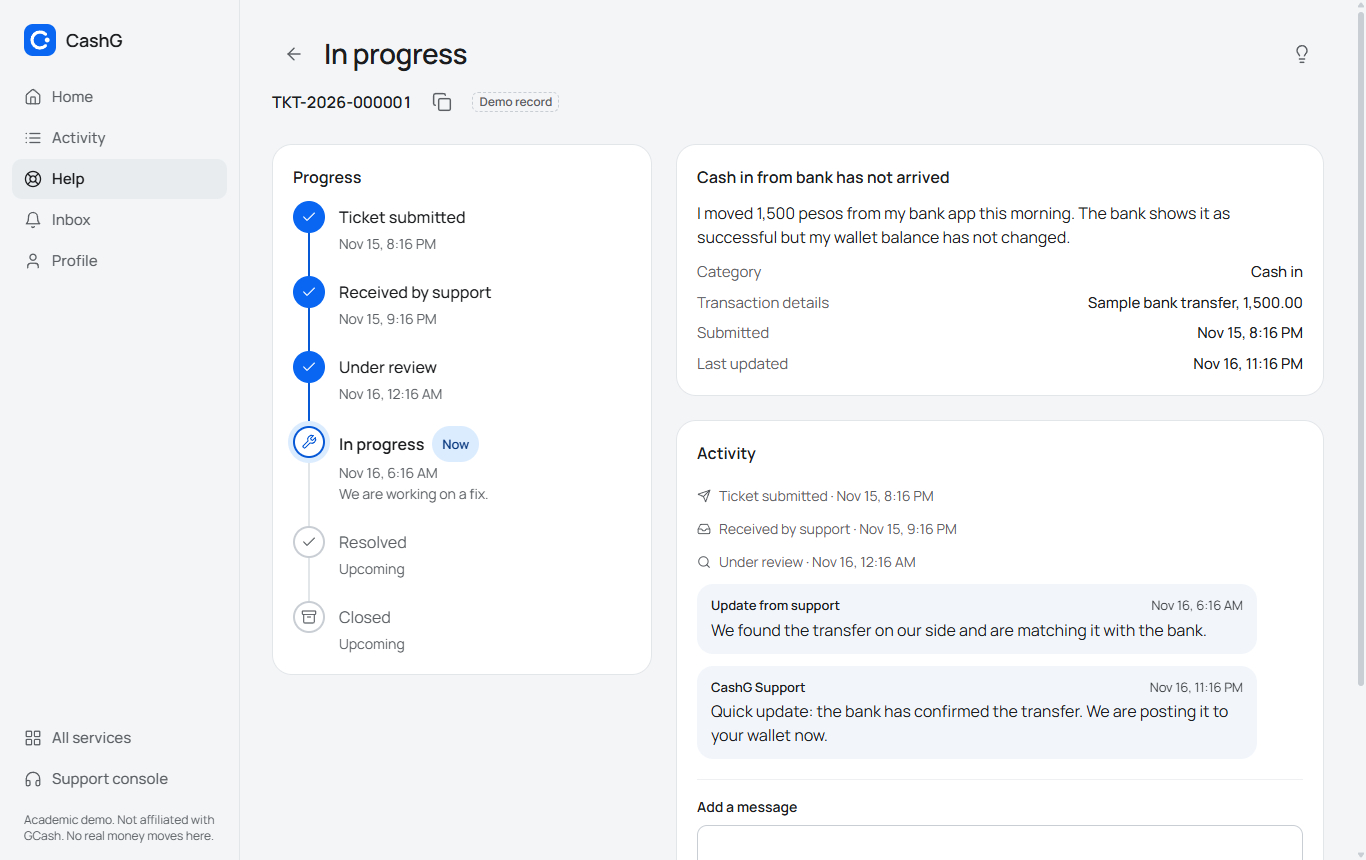 CashG
Home
Activity
Help
Inbox
Profile
All services
Support console
Academic demo. Not affiliated with
GCash. No real money moves here.
In progress
TKT-2026-000001
Demo record
Progress
Ticket submitted
Nov 15, 8:16 PM
Received by support
Nov 15, 9:16 PM
Under review
Nov 16, 12:16 AM
In progress Now
Nov 16, 6:16 AM
We are working on a fix.
Resolved
Upcoming
Closed
Upcoming
Cash in from bank has not arrived
I moved 1,500 pesos from my bank app this morning. The bank shows it as
successful but my wallet balance has not changed.
Category Cash in
Transaction details Sample bank transfer, 1,500.00
Submitted Nov 15, 8:16 PM
Last updated Nov 16, 11:16 PM
Activity
Ticket submitted · Nov 15, 8:16 PM
Received by support · Nov 15, 9:16 PM
Under review · Nov 16, 12:16 AM
Update from support Nov 16, 6:16 AM
We found the transfer on our side and are matching it with the bank.
CashG Support Nov 16, 11:16 PM
Quick update: the bank has confirmed the transfer. We are posting it to
your wallet now.
Add a message